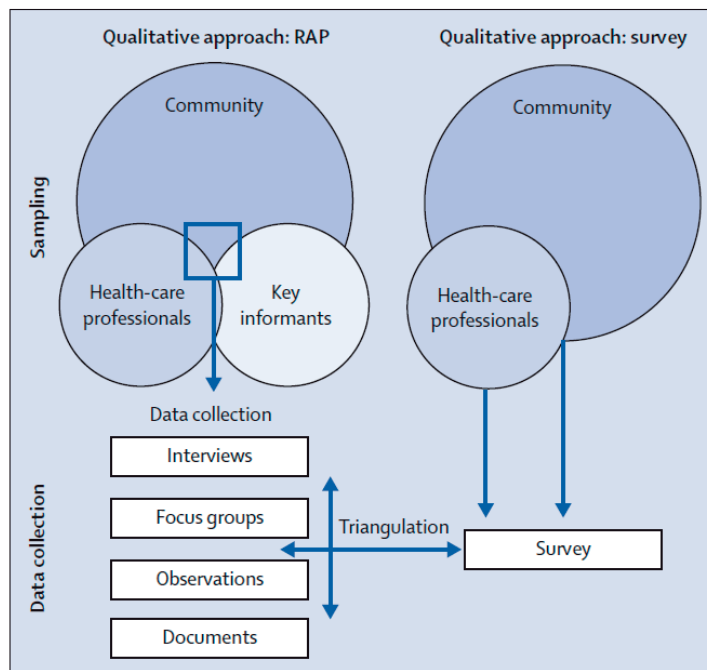 Qualitative approach: RAP
Qualitative approach: survey
Sampling
Community
Community
Health-care
professionals
Key
informants
Health-care
professionals
Data collection
Data collection
Interviews
Focus groups
Triangulation
Survey
Observations
Documents